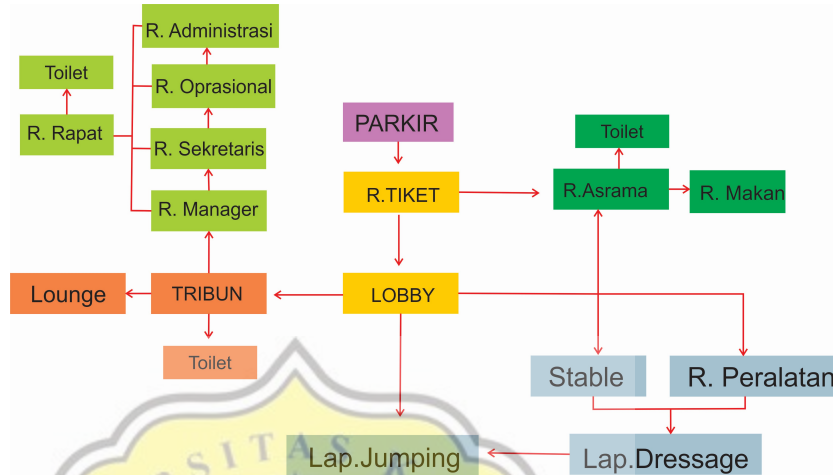 R. Administrasi
Toilet
R. Oprasional
R. Rapat
R. Sekretaris
R. Manager
PARKIR
Toilet
R.TIKET
R.Asrama
R. Makan
Lounge
TRIBUN
LOBBY
Toilet
Stable
R. Peralatan
Lap.Jumping
Lap.Dressage